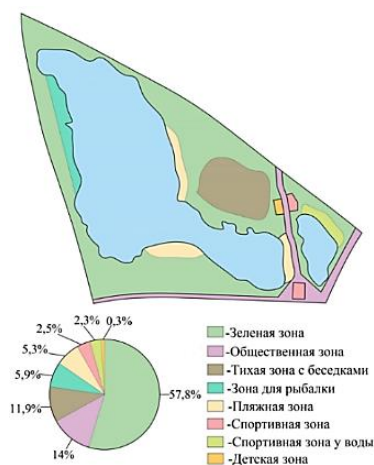 2,3%
0,3%
2,5%
5,3%
5,9%
11,9%
14%
57,8%
-Зеленая зона
-Общественная зона
-Тихая зона с беседками
-Зона для рыбалки
-Пляжная зона
-Спортивная зона
-Спортивная зона у воды
-Детская зона